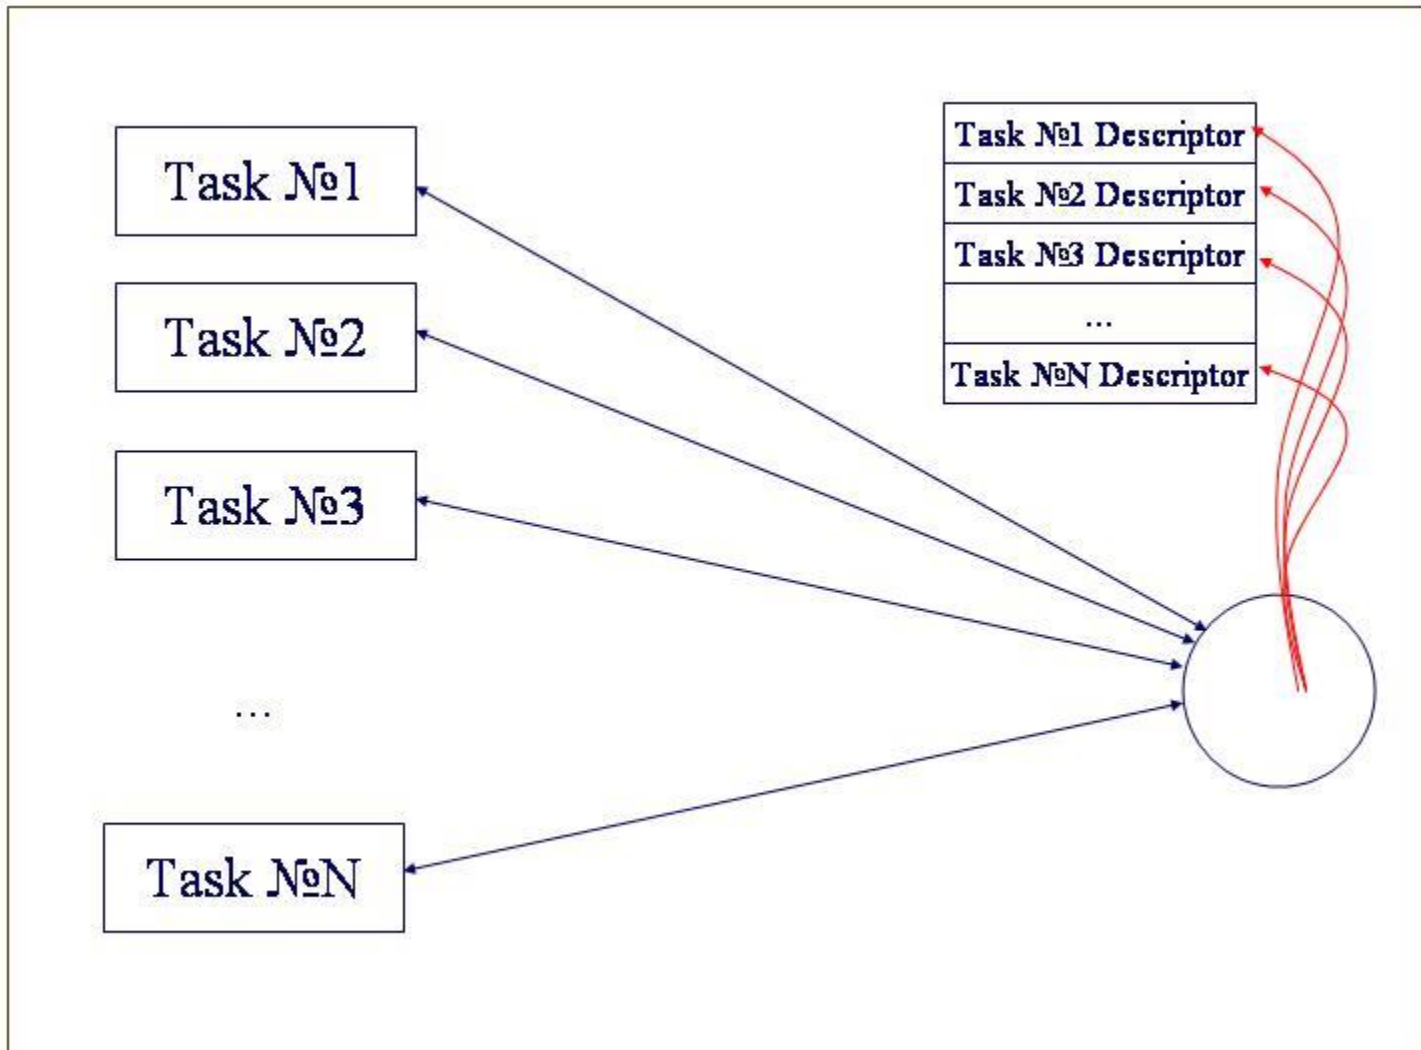 Task №1
Task №2
Task №3
...
Task №N
Task №1 Descriptor
Task №2 Descriptor
Task №3 Descriptor
...
Task №N Descriptor